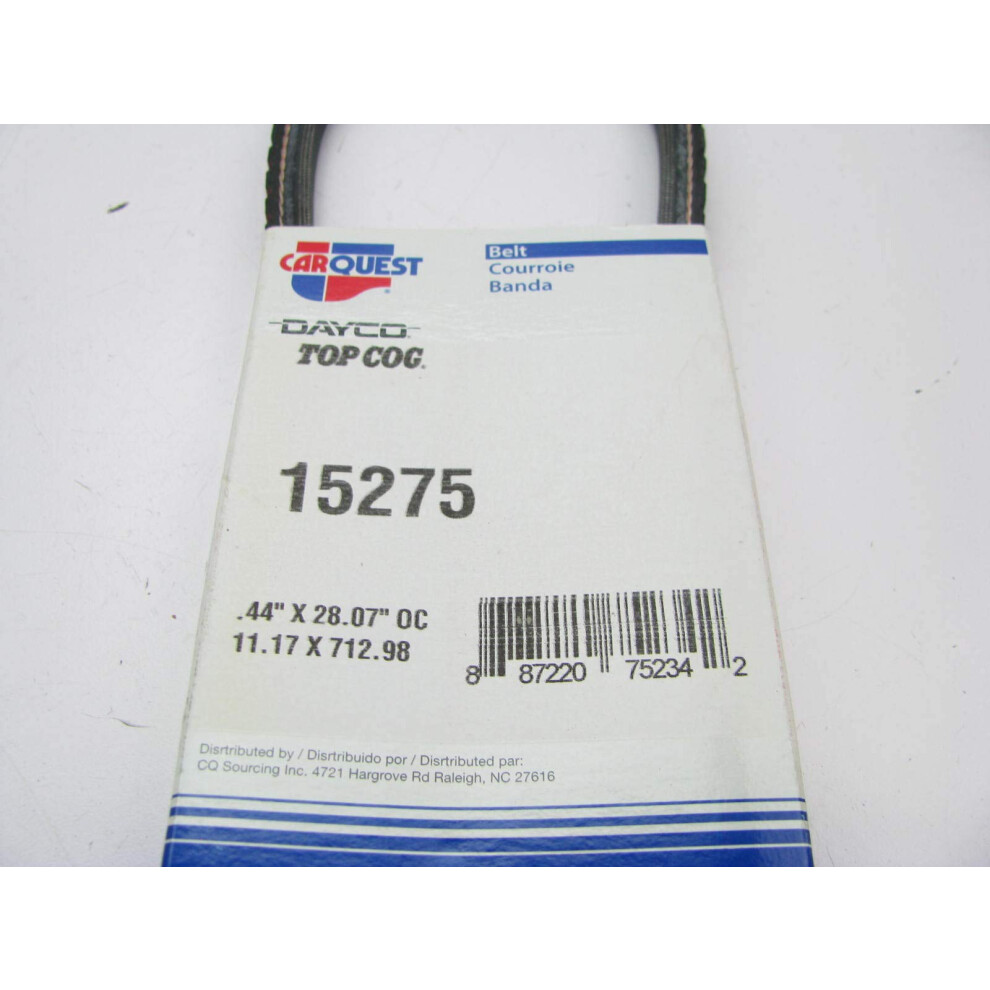 CARQUEST®
DAYCO®
TOP COG®
Belt
Courroie
Banda
15275
.44" X 28.07" OC
11.17 X 712.98
8 87220 75234 2
Disrtributed by / Disrtribuido por / Disrtributed par:
CQ Sourcing Inc. 4721 Hargrove Rd Raleigh, NC 27616